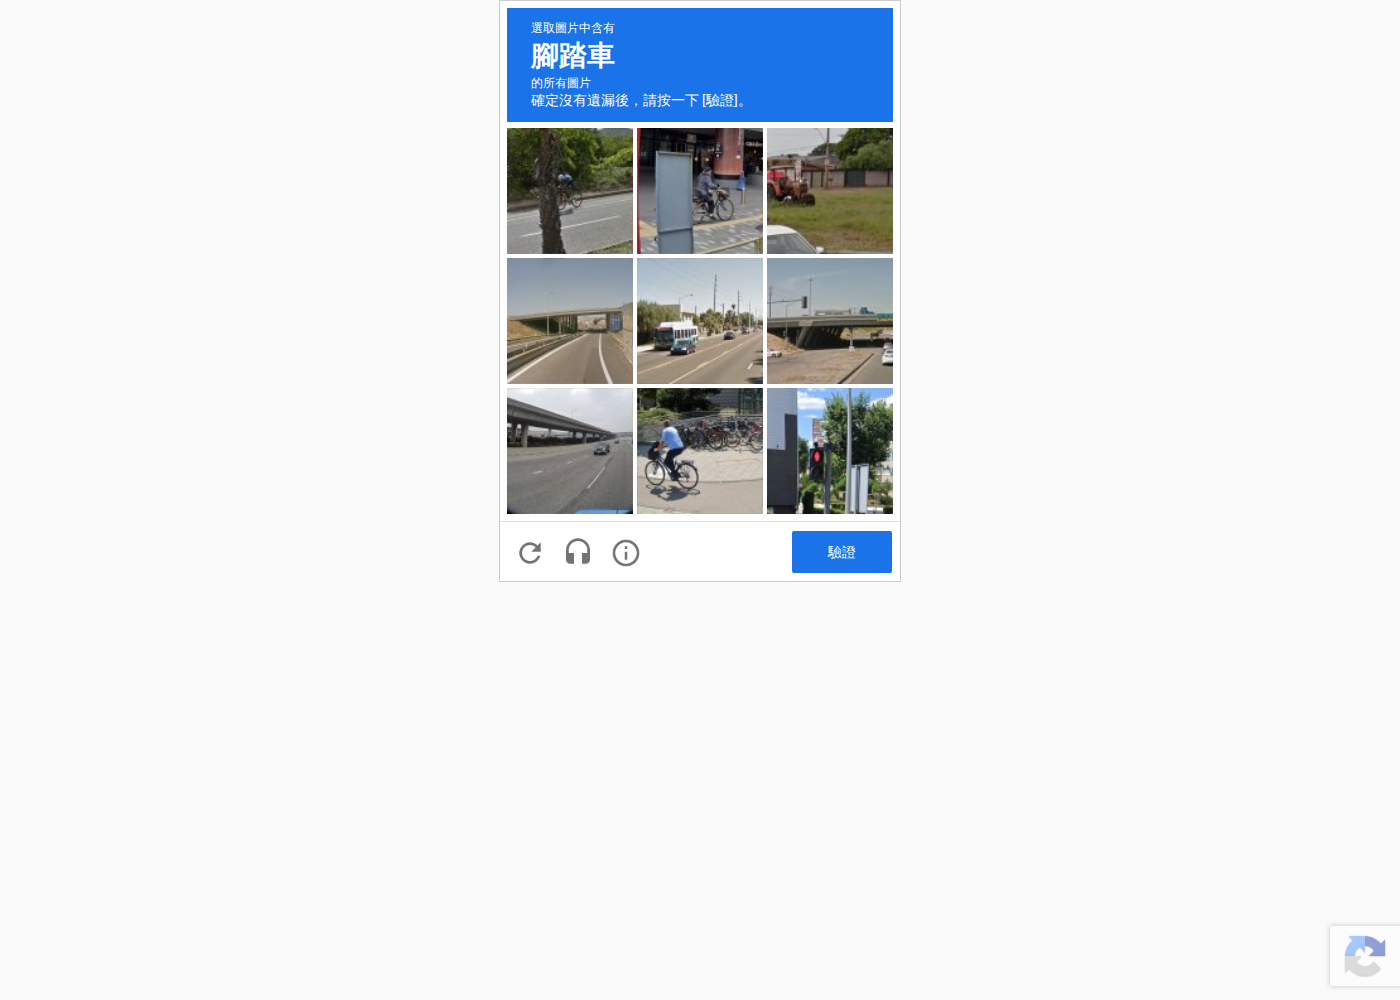 選取圖片中含有
腳踏車
的所有圖片
確定沒有遺漏後，請按一下 [驗證]。
驗證